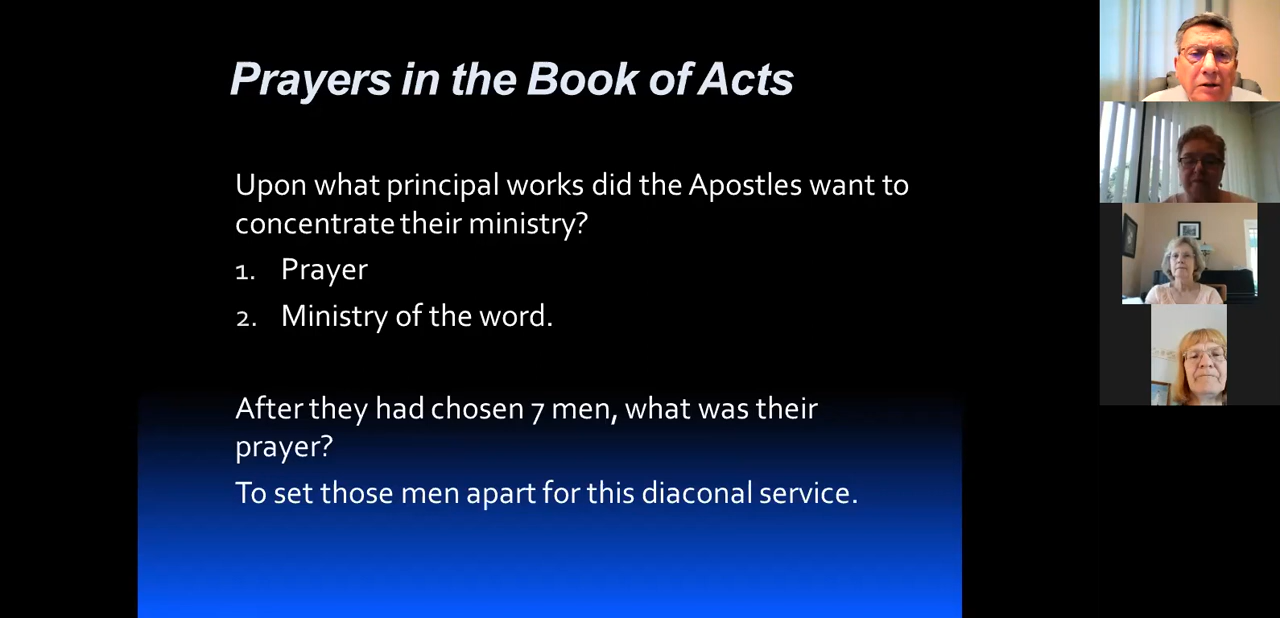 Prayers in the Book of Acts
Upon what principal works did the Apostles want to
concentrate their ministry?
1. Prayer
2. Ministry of the word.
After they had chosen 7 men, what was their
prayer?
To set those men apart for this diaconal service.